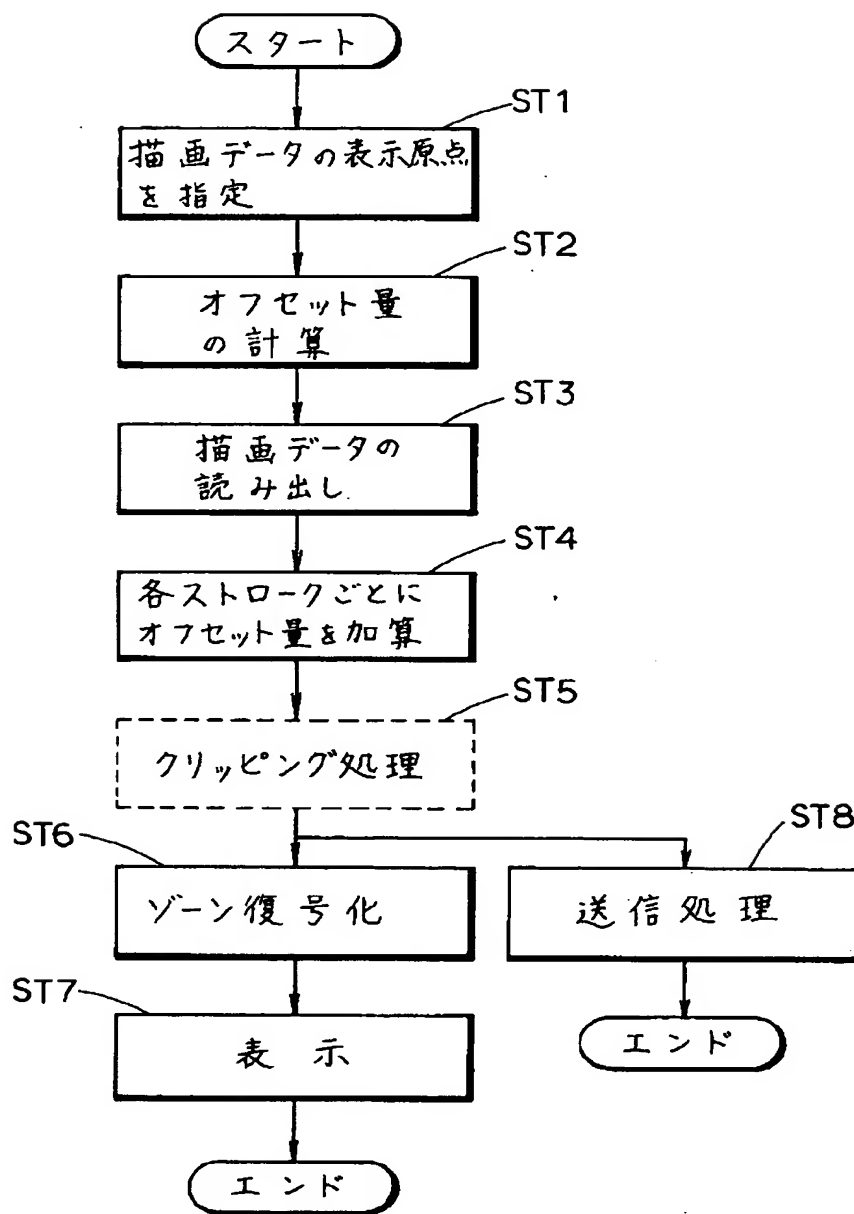 スタート
ST1
描画データの表示原点
を指定
ST2
オフセット量
の計算
ST3
描画データの
読み出し
ST4
各ストロークごとに
オフセット量を加算
ST5
クリッピング処理
ST6
ゾーン復号化
ST8
送信処理
ST7
表示
エンド
エンド